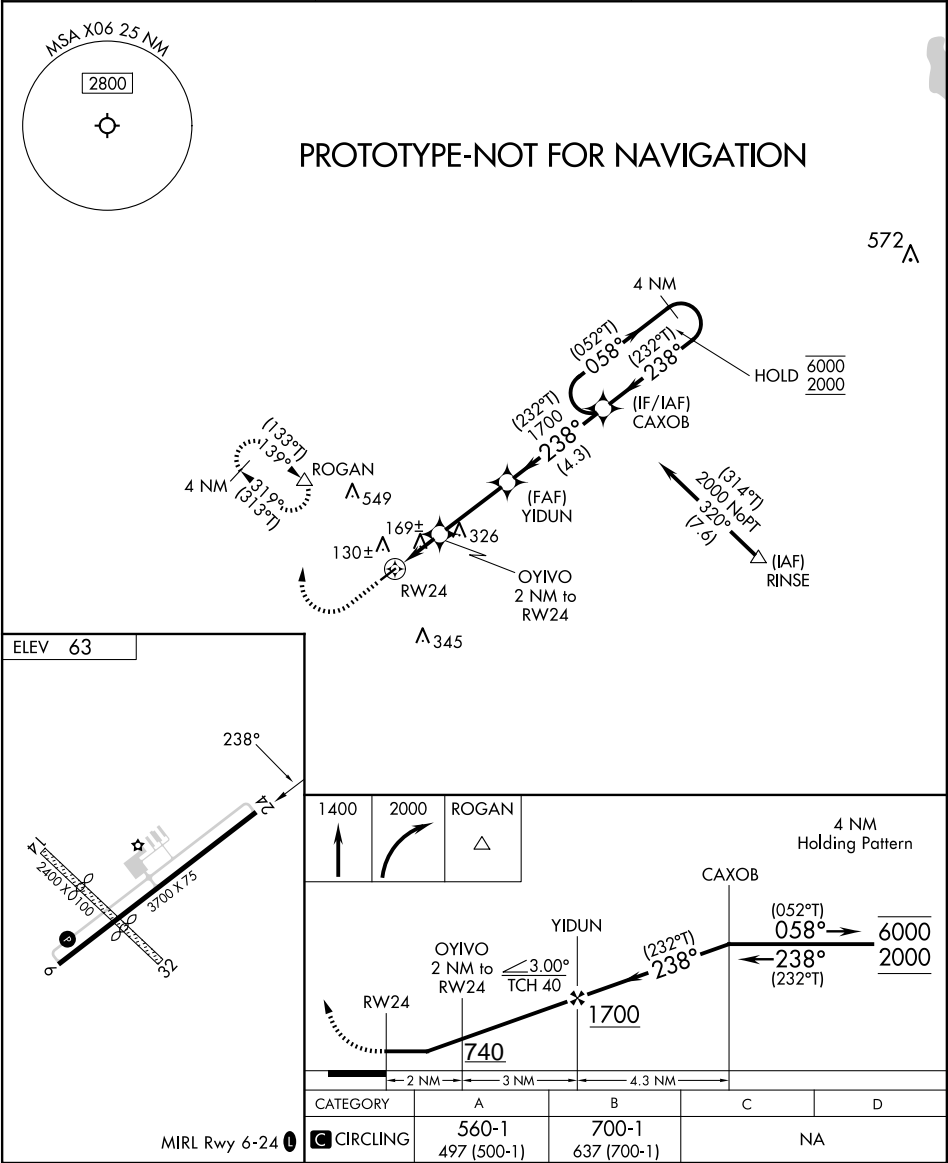 MSA X06 25 NM
2800
PROTOTYPE-NOT FOR NAVIGATION
572
4 NM
(052°T)
058°
(232°T)
238°
HOLD 6000
2000
(IF/IAF)
CAXOB
(232°T)
1700
238°
(4.3)
(133°T)
139°
ROGAN
4 NM
319°
(313°T)
549
(FAF)
YIDUN
(314°T)
2000 NoPT
320°
(7.6)
(IAF)
RINSE
169±
326
130±
RW24
OYIVO
2 NM to
RW24
345
ELEV 63
238°
24
14
2400 X 100
3700 X 75
P
6
32
MIRL Rwy 6-24 L
1400
2000
ROGAN
4 NM
Holding Pattern
CAXOB
(052°T)
058°
6000
238°
2000
(232°T)
YIDUN
(232°T)
238°
OYIVO
2 NM to
RW24
3.00°
TCH 40
RW24
1700
740
2 NM
3 NM
4.3 NM
CATEGORY A B C D
C CIRCLING 560-1 700-1 NA
497 (500-1) 637 (700-1)